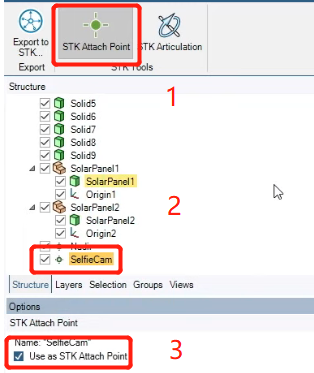 Export to
STK...
STK Attach Point
STK Articulation
Export
STK Tools
1
Structure
Solid5
Solid6
Solid7
Solid8
Solid9
SolarPanel1
SolarPanel1
Origin1
SolarPanel2
2
SolarPanel2
Origin2
Nadir
SelfieCam
Structure Layers Selection Groups Views
Options
STK Attach Point
Name: "SelfieCam"
Use as STK Attach Point
3